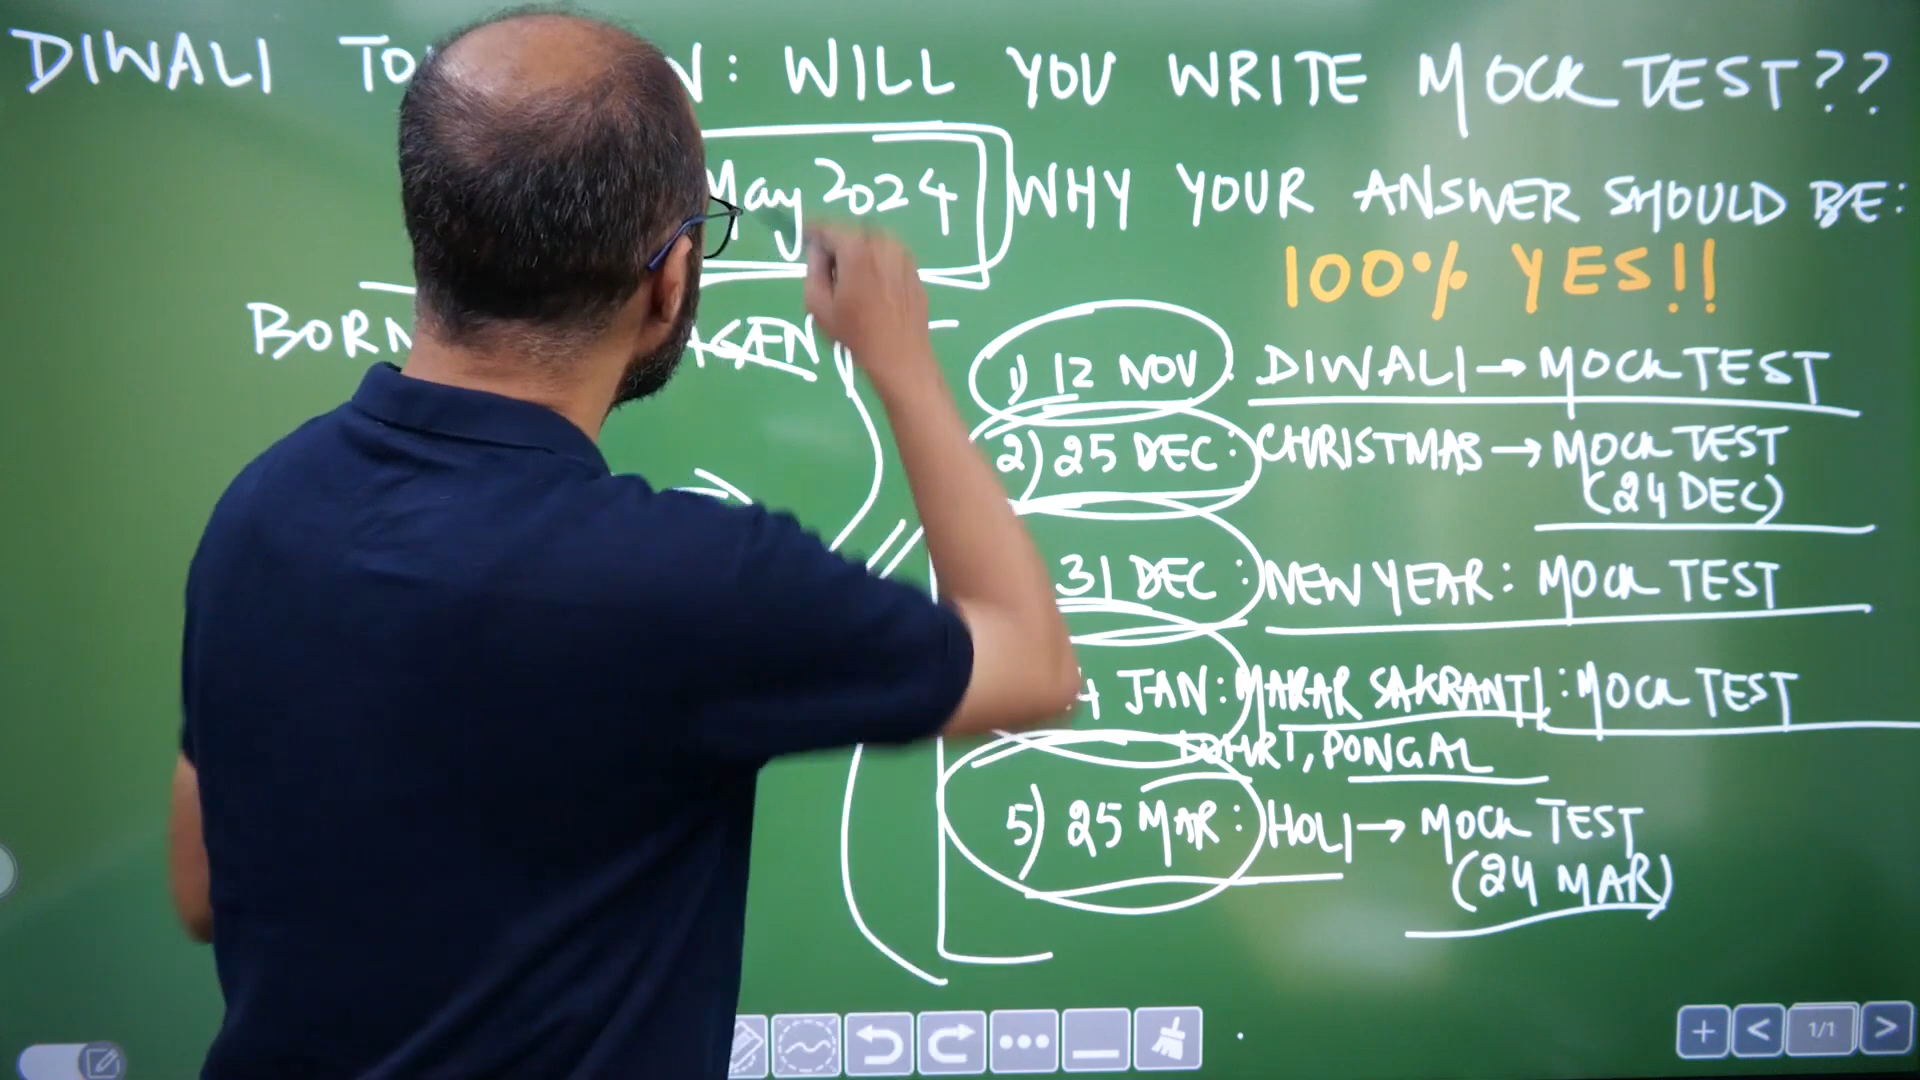 DIWALI : WILL YOU WRITE MOCK TEST??
May 2024 WHY YOUR ANSWER SHOULD BE:
100% YES!!
BORN
1) 12 NOV: DIWALI → MOCK TEST
2) 25 DEC: CHRISTMAS → MOCK TEST
(24 DEC)
31 DEC: NEW YEAR: MOCK TEST
JAN: MAKAR SAKRANTI: MOCK TEST
LOHRI, PONGAL
5) 25 MAR: HOLI → MOCK TEST
(24 MAR)
1/1